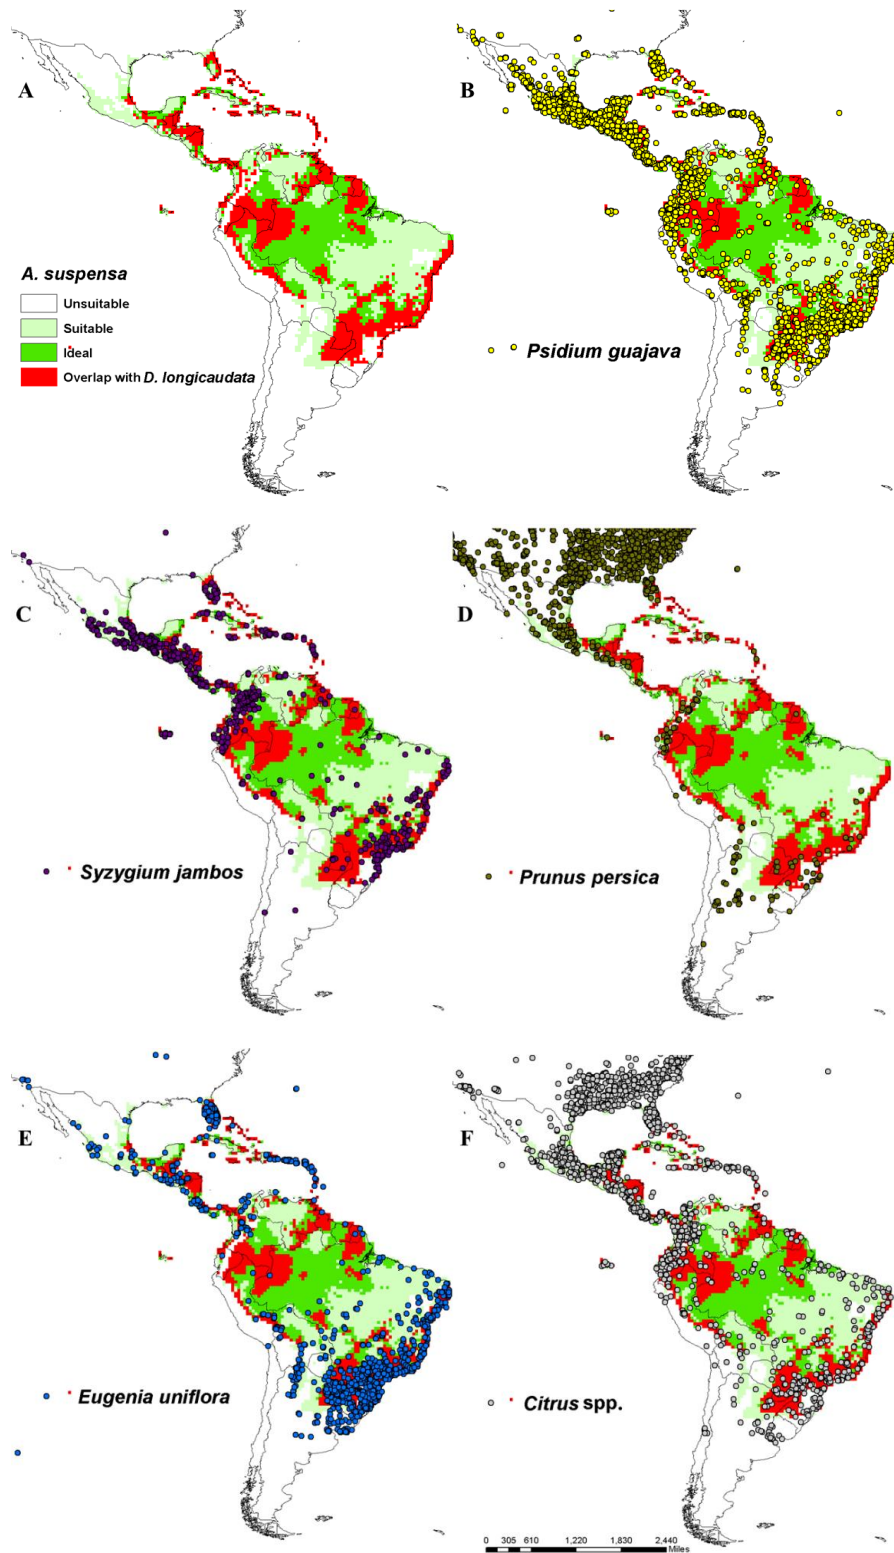 A
A. suspensa
Unsuitable
Suitable
Ideal
Overlap with D. longicaudata
B
Psidium guajava
C
Syzygium jambos
D
Prunus persica
E
Eugenia uniflora
F
Citrus spp.
0 305 610 1,220 1,830 2,440
Miles